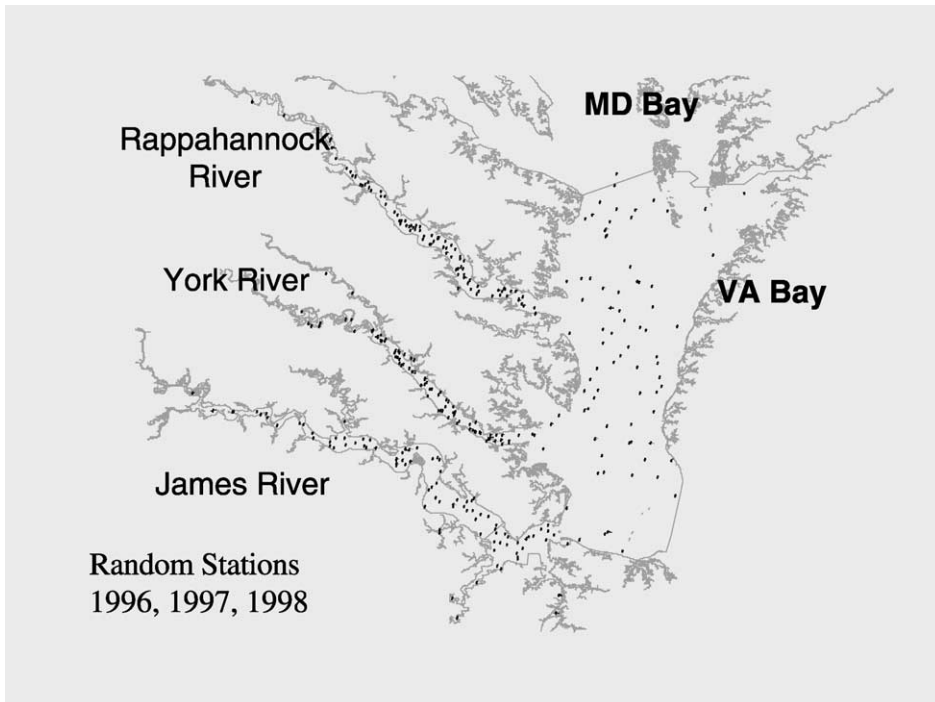 MD Bay
Rappahannock
River
York River
VA Bay
James River
Random Stations
1996, 1997, 1998